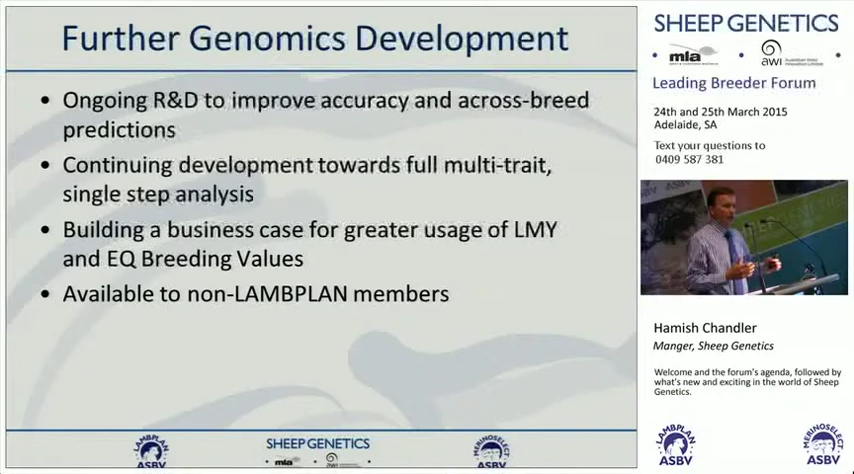 Further Genomics Development
• Ongoing R&D to improve accuracy and across-breed
predictions
• Continuing development towards full multi-trait,
single step analysis
• Building a business case for greater usage of LMY
and EQ Breeding Values
• Available to non-LAMBPLAN members
LAMBPLAN
ASBV
SHEEP GENETICS
mla
awi
MERINOSELECT
ASBV
SHEEP GENETICS
mla
awi
Leading Breeder Forum
24th and 25th March 2015
Adelaide, SA
Text your questions to
0409 587 381
ASBV
ASBV
Hamish Chandler
Manger, Sheep Genetics
Welcome and the forum's agenda, followed by
what's new and exciting in the world of Sheep
Genetics.
LAMBPLAN
ASBV
MERINOSELECT
ASBV